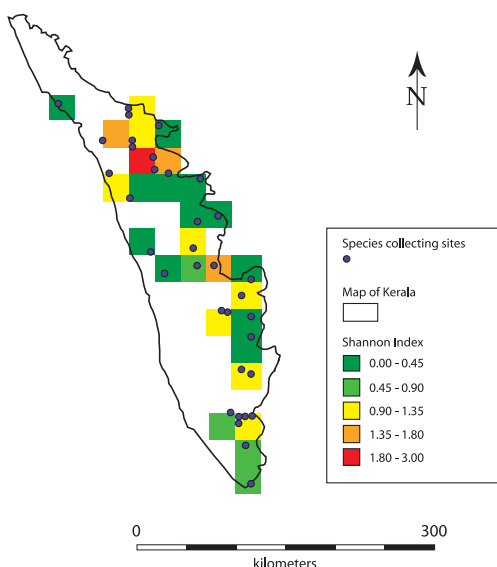 N
Species collecting sites
Map of Kerala
Shannon Index
0.00 – 0.45
0.45 – 0.90
0.90 – 1.35
1.35 – 1.80
1.80 – 3.00
0 300
kilometers